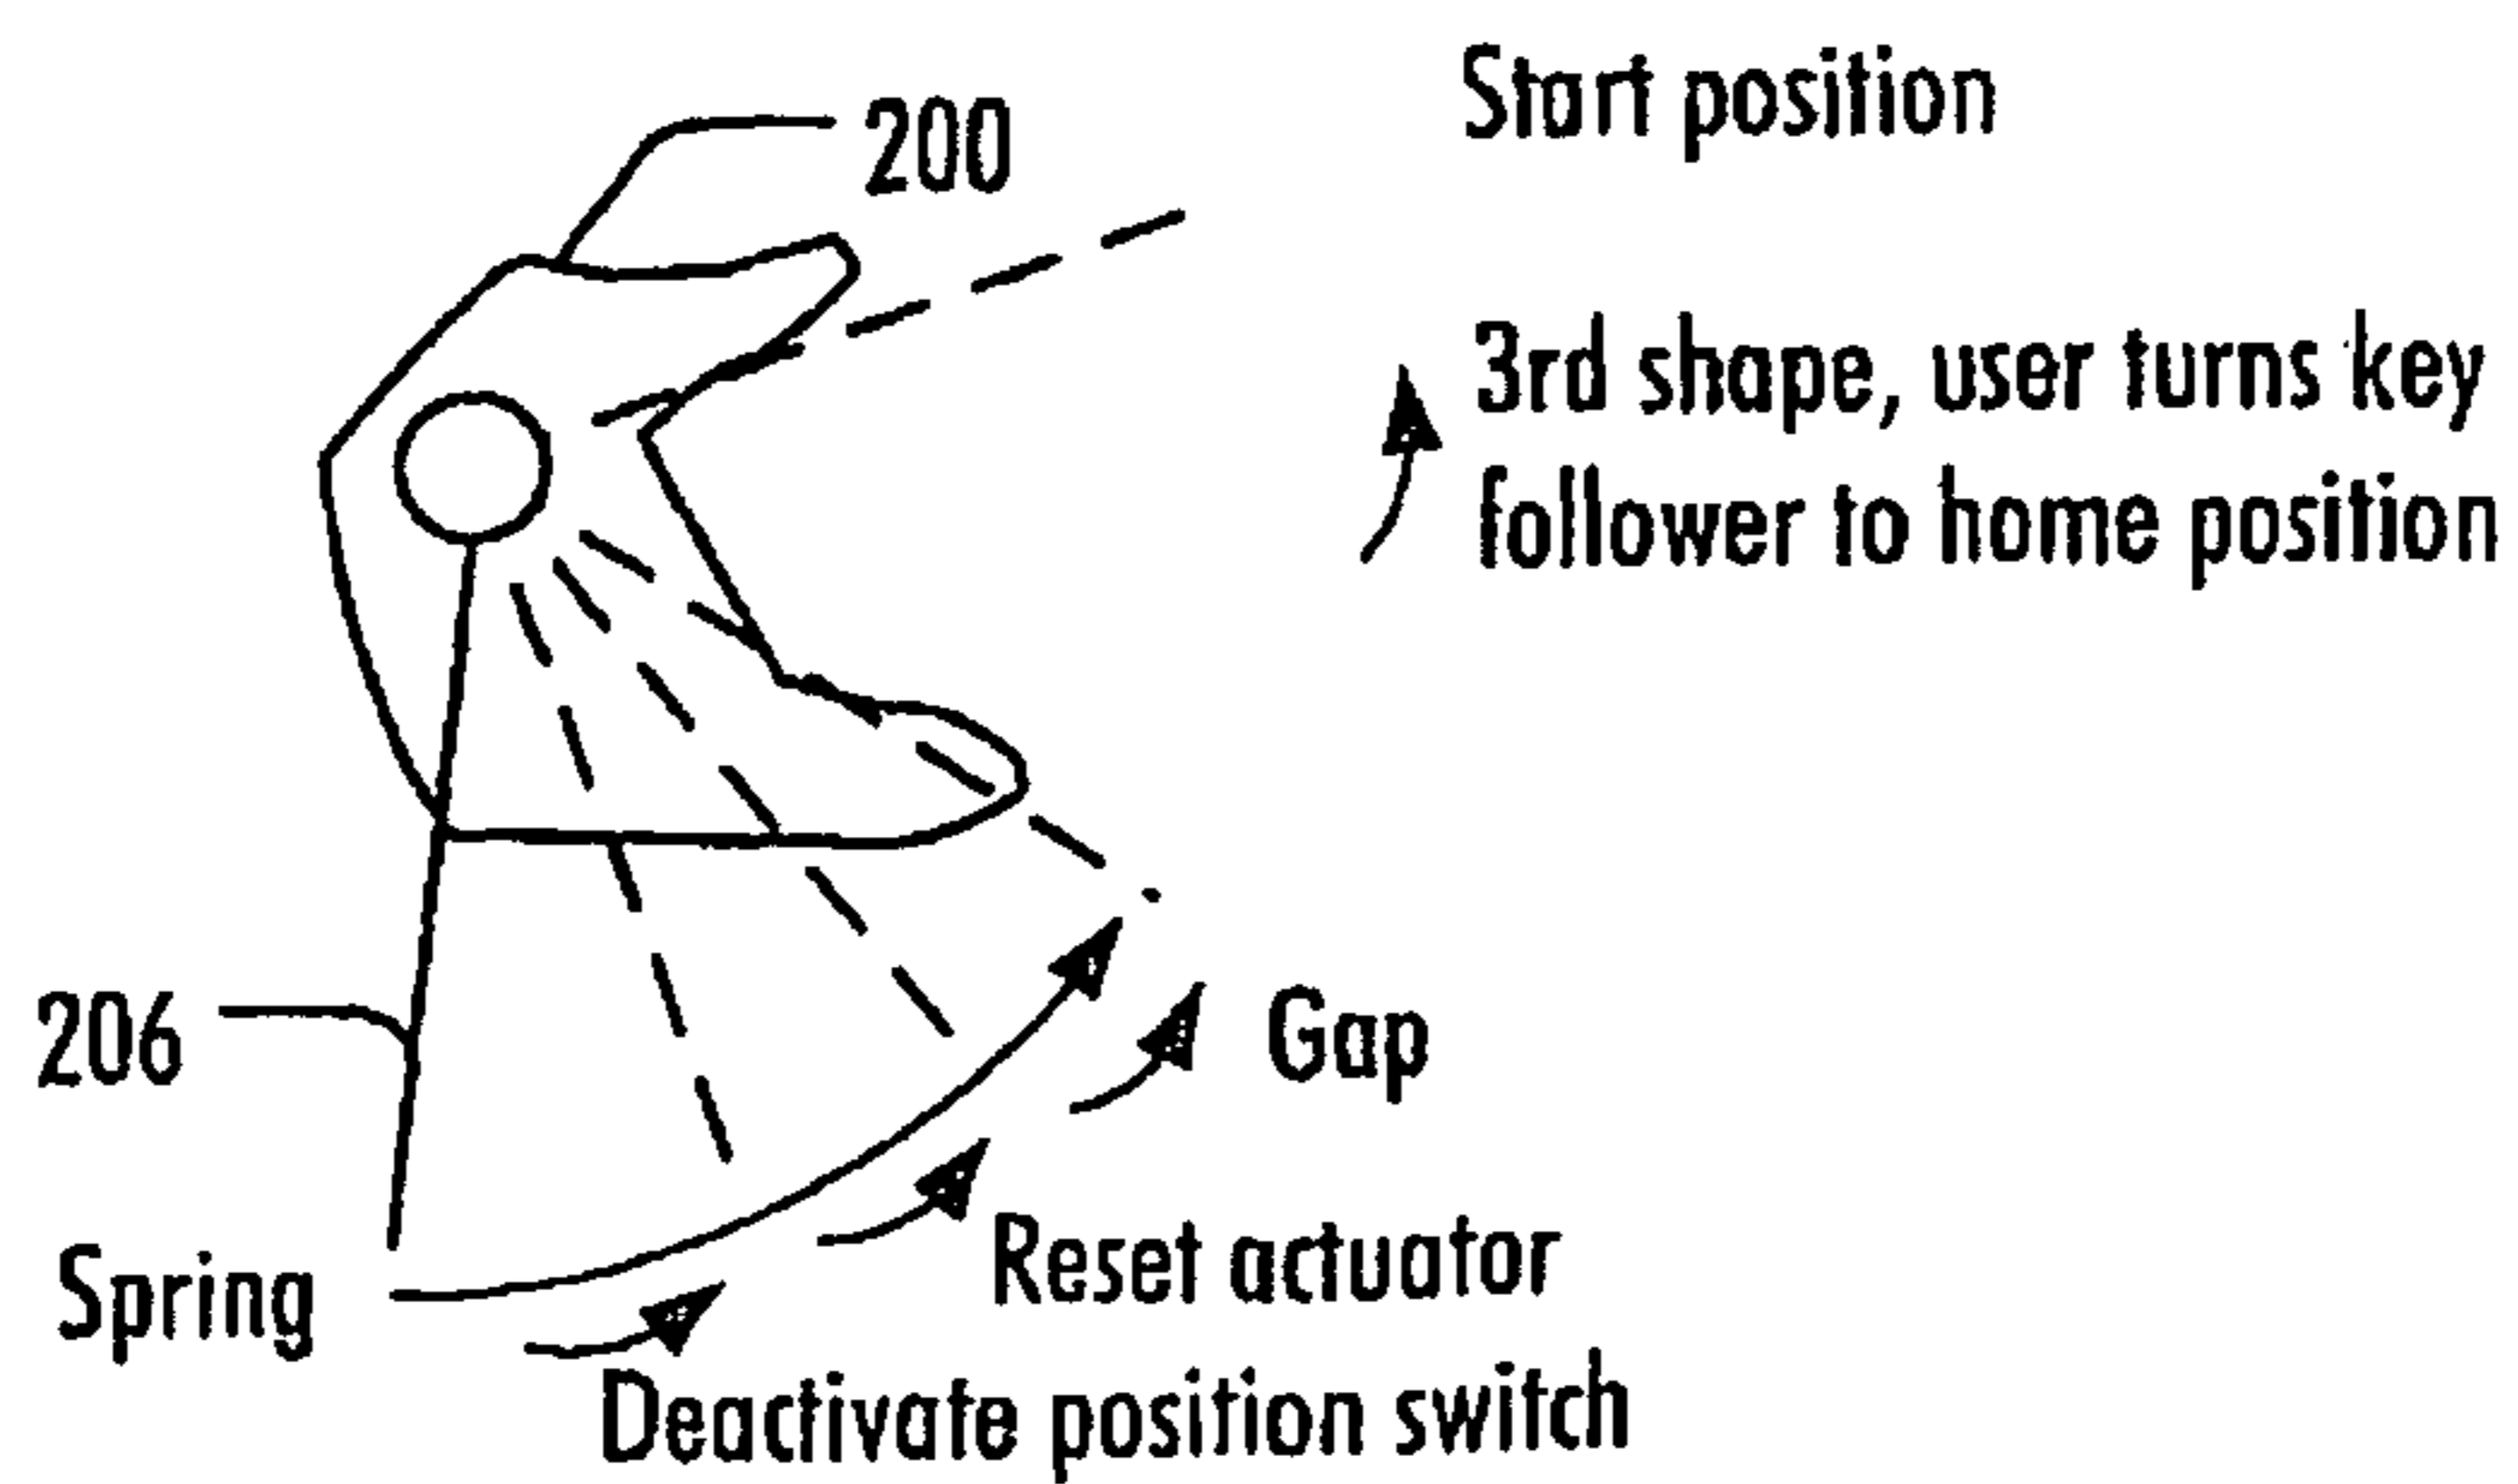 200
Start position
3rd shape, user turns key
follower to home position
206
Gap
Spring
Reset actuator
Deactivate position switch